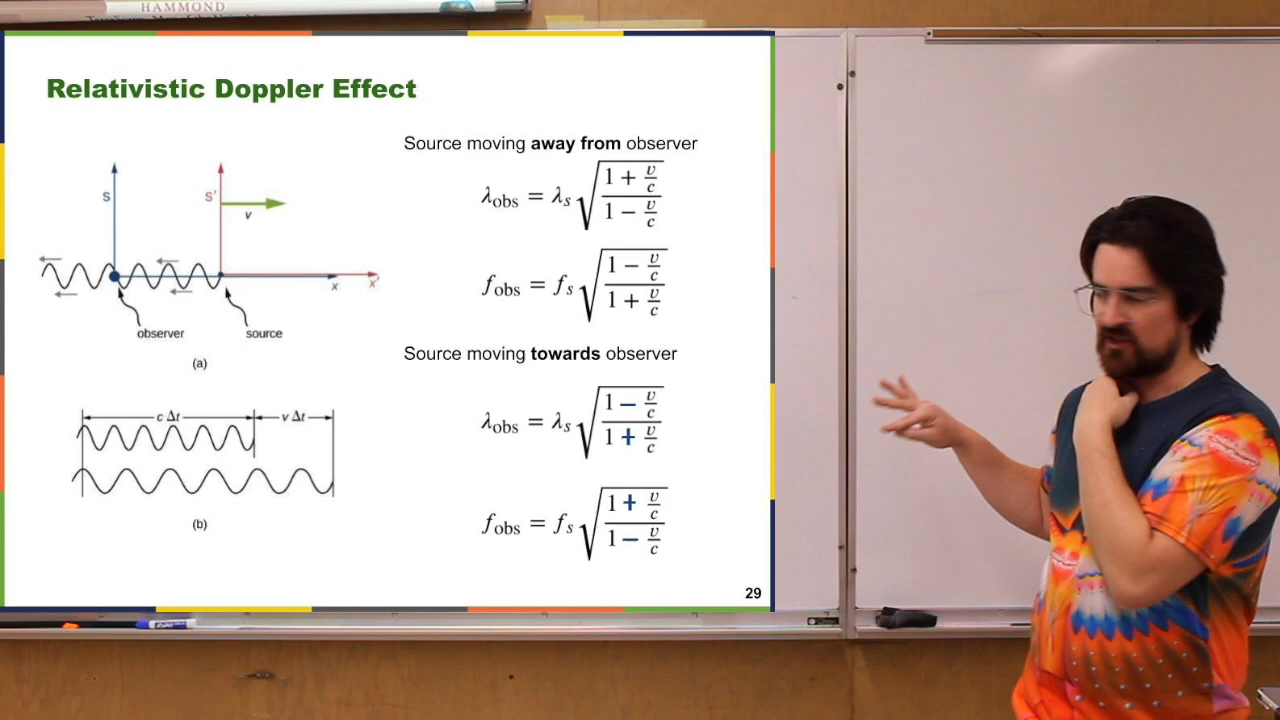 HAMMOND
Relativistic Doppler Effect
Source moving away from observer
λobs = λs √((1 + v/c)/(1 − v/c))
fobs = fs √((1 − v/c)/(1 + v/c))
S
S'
v
x
x'
observer
source
(a)
Source moving towards observer
λobs = λs √((1 − v/c)/(1 + v/c))
fobs = fs √((1 + v/c)/(1 − v/c))
c Δt
v Δt
(b)
29
EXPO